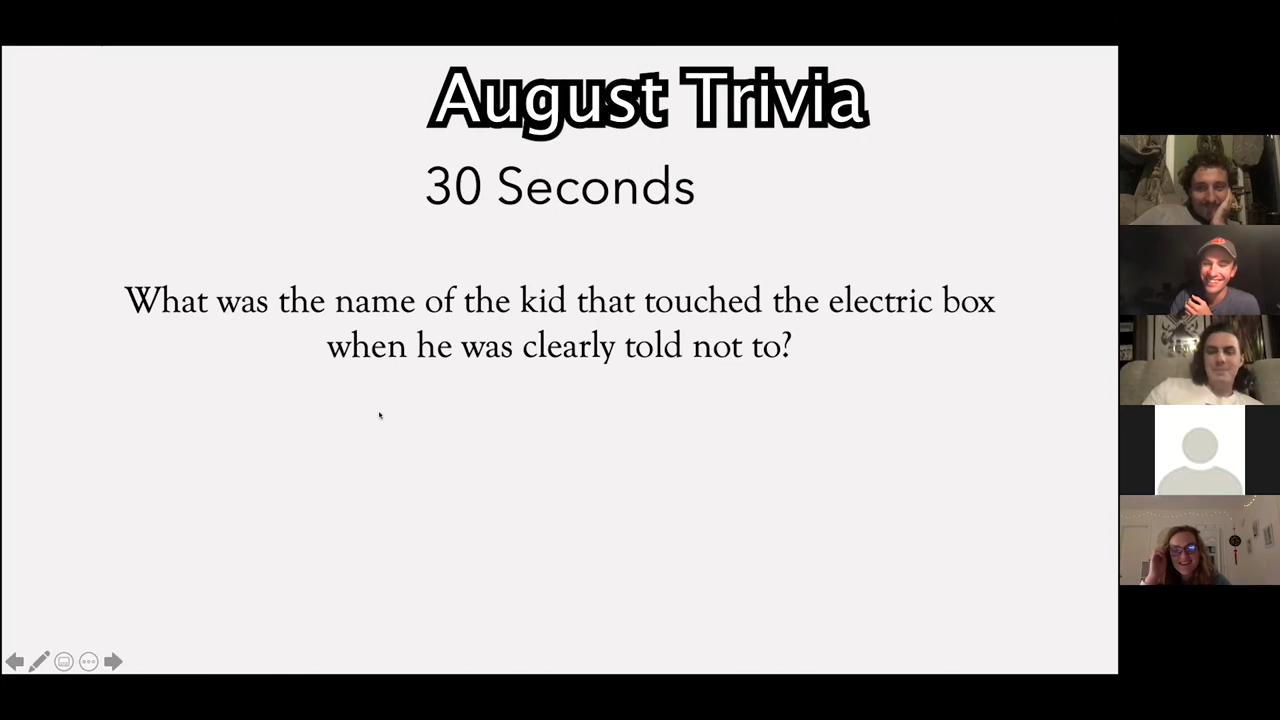 August Trivia
30 Seconds
What was the name of the kid that touched the electric box
when he was clearly told not to?